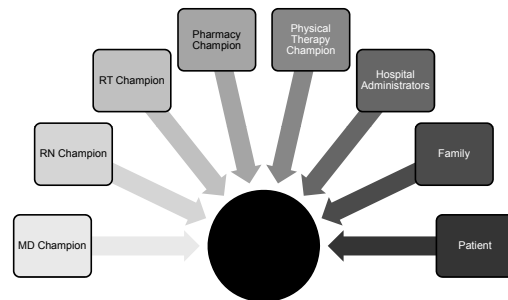 MD Champion
RN Champion
RT Champion
Pharmacy
Champion
Physical
Therapy
Champion
Hospital
Administrators
Family
Patient